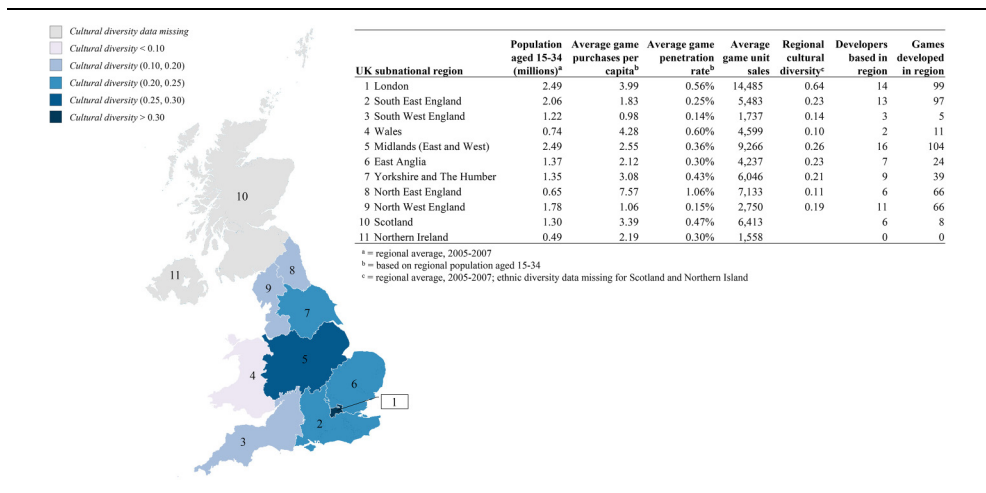 Cultural diversity data missing
Cultural diversity < 0.10
Cultural diversity (0.10, 0.20)
Cultural diversity (0.20, 0.25)
Cultural diversity (0.25, 0.30)
Cultural diversity > 0.30
10
11
8
9
7
5
4
6
1
2
3
UK subnational region Population aged 15-34 (millions)a Average game purchases per capitab Average game penetration rateb Average game unit sales Regional cultural diversityc Developers based in region Games developed in region
1 London 2.49 3.99 0.56% 14,485 0.64 14 99
2 South East England 2.06 1.83 0.25% 5,483 0.23 13 97
3 South West England 1.22 0.98 0.14% 1,737 0.14 3 5
4 Wales 0.74 4.28 0.60% 4,599 0.10 2 11
5 Midlands (East and West) 2.49 2.55 0.36% 9,266 0.26 16 104
6 East Anglia 1.37 2.12 0.30% 4,237 0.23 7 24
7 Yorkshire and The Humber 1.35 3.08 0.43% 6,046 0.21 9 39
8 North East England 0.65 7.57 1.06% 7,133 0.11 6 66
9 North West England 1.78 1.06 0.15% 2,750 0.19 11 66
10 Scotland 1.30 3.39 0.47% 6,413 6 8
11 Northern Ireland 0.49 2.19 0.30% 1,558 0 0
a = regional average, 2005-2007
b = based on regional population aged 15-34
c = regional average, 2005-2007; ethnic diversity data missing for Scotland and Northern Island